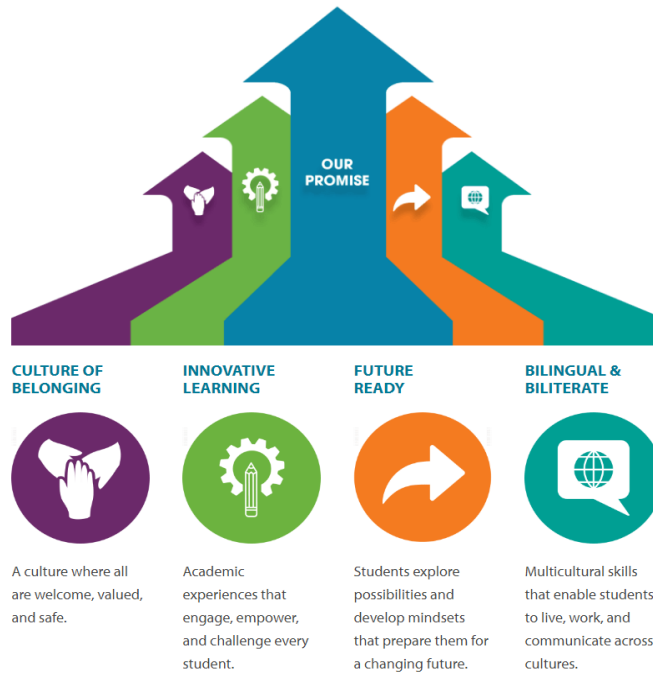 OUR
PROMISE
CULTURE OF
BELONGING
A culture where all
are welcome, valued,
and safe.
INNOVATIVE
LEARNING
Academic
experiences that
engage, empower,
and challenge every
student.
FUTURE
READY
Students explore
possibilities and
develop mindsets
that prepare them for
a changing future.
BILINGUAL &
BILITERATE
Multicultural skills
that enable students
to live, work, and
communicate across
cultures.